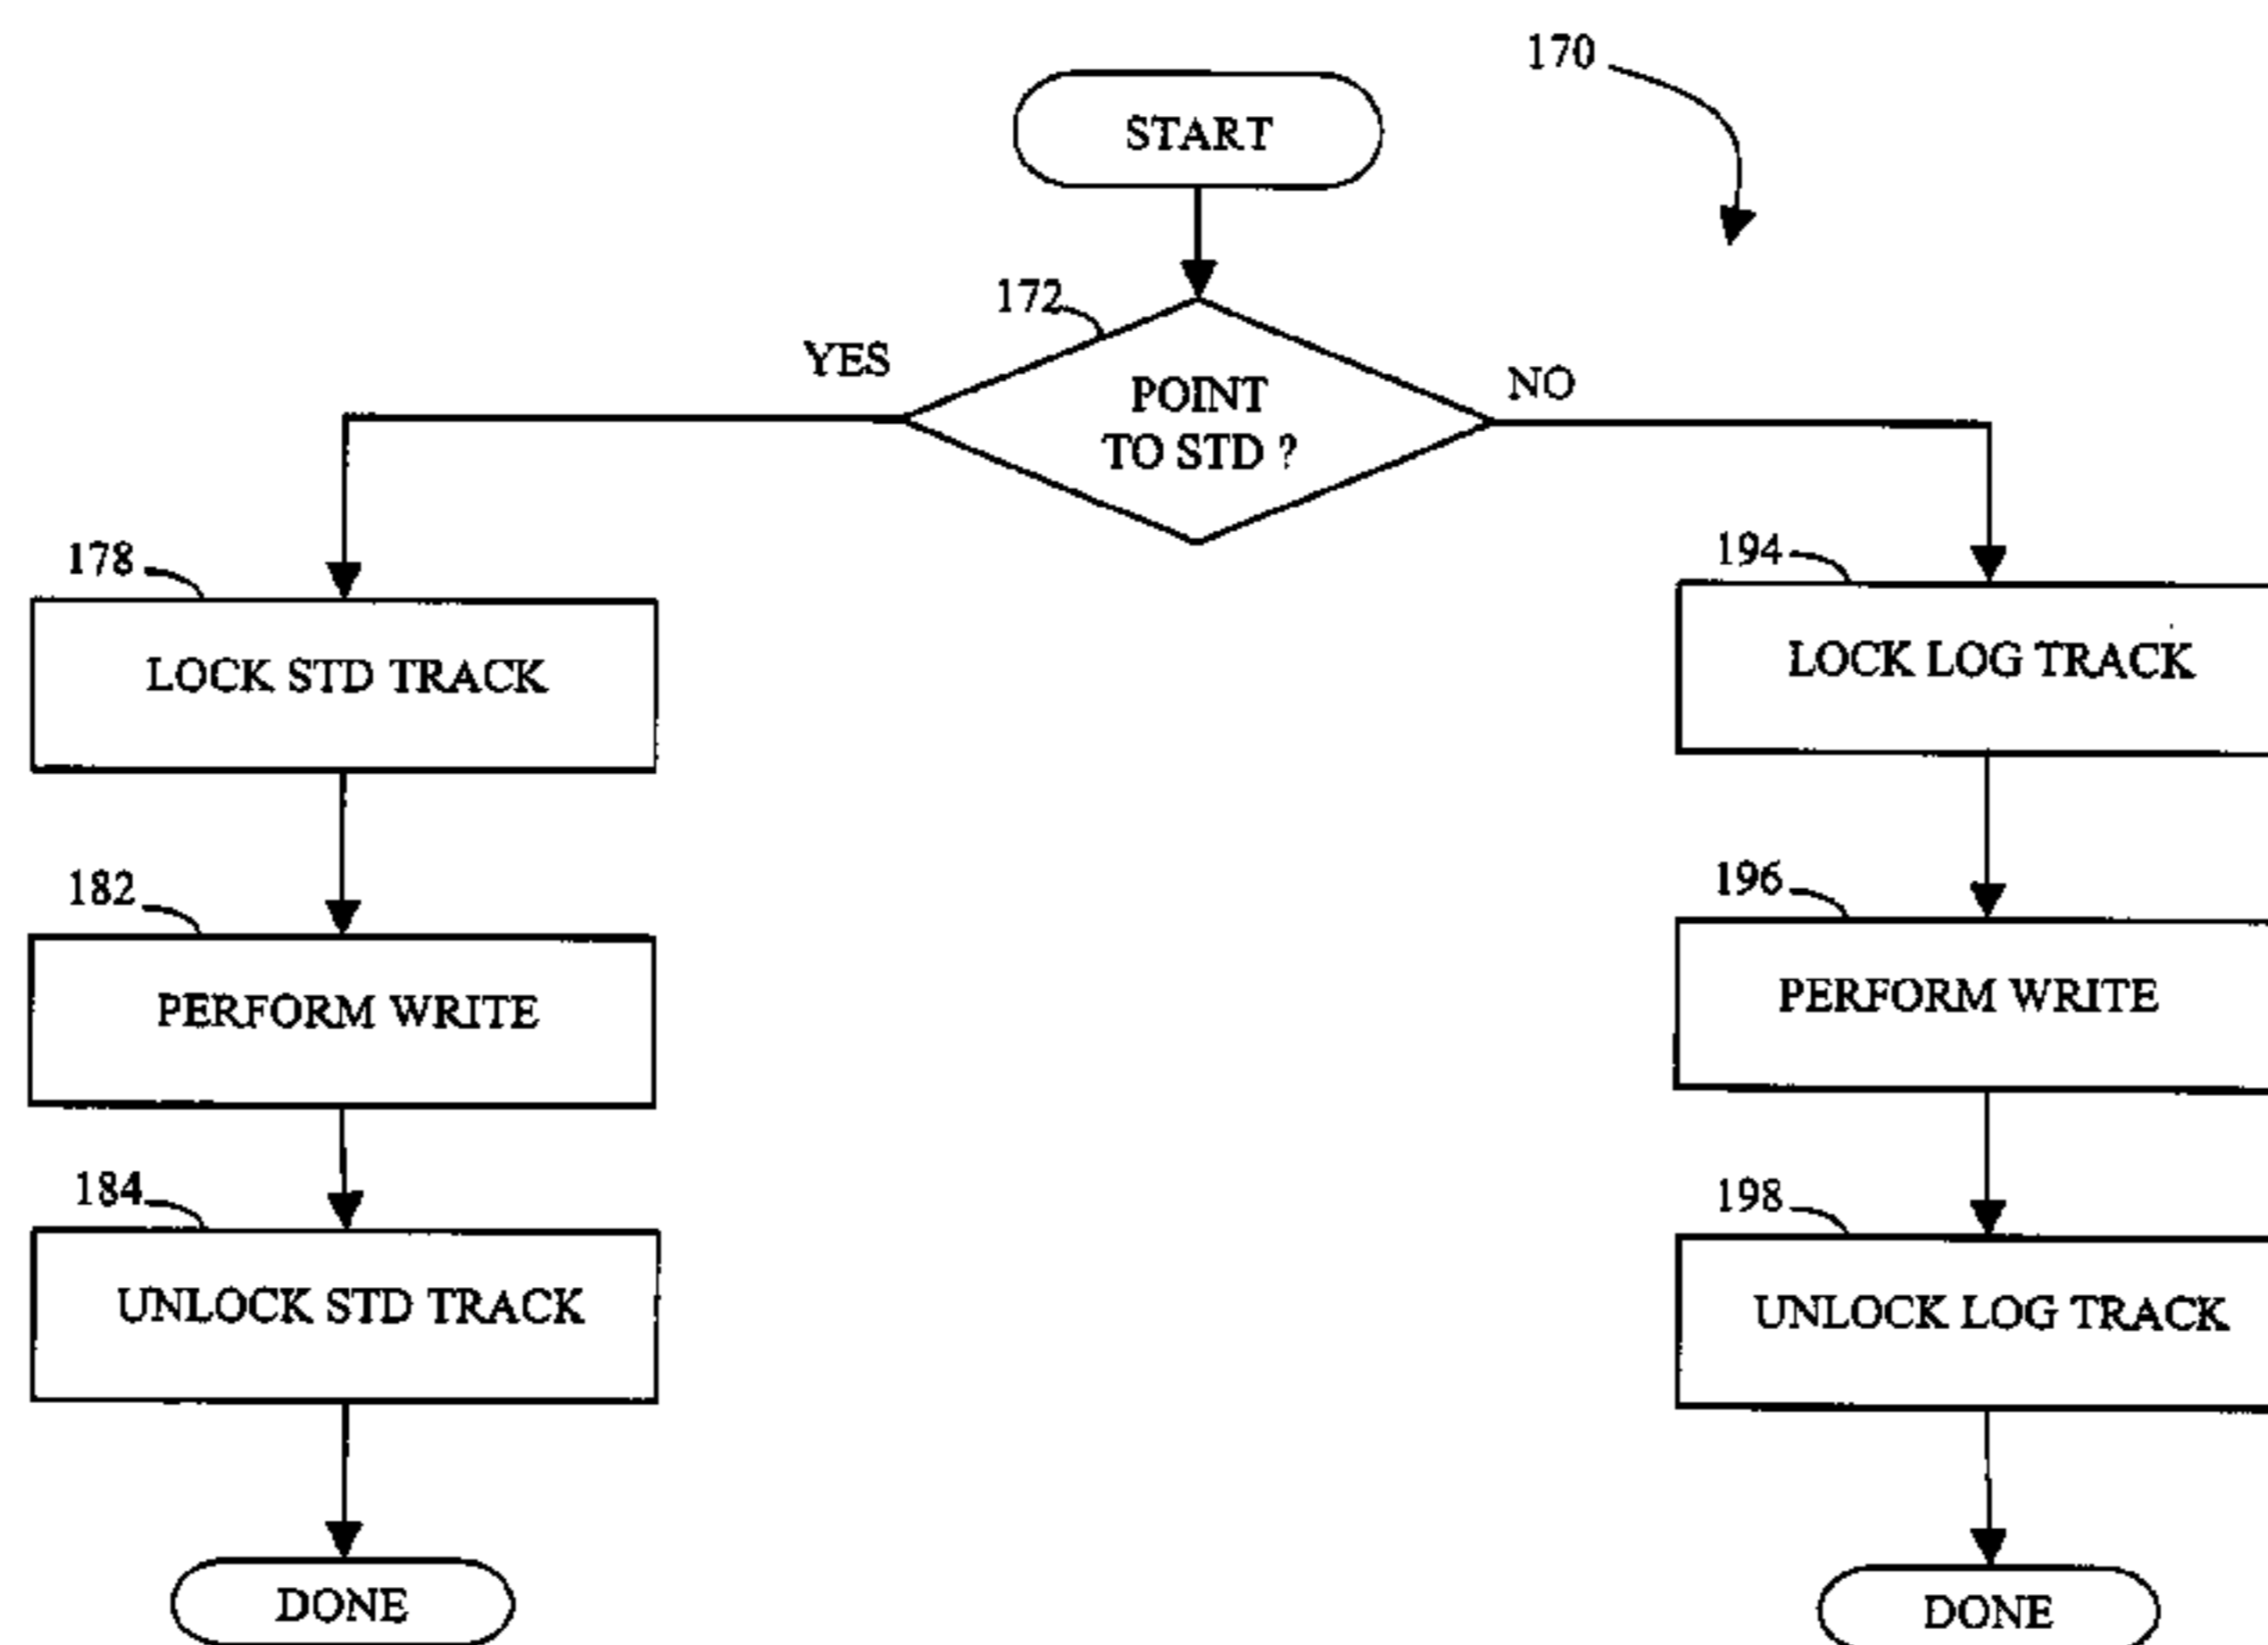 170
START
172
YES
POINT
TO STD ?
NO
178
LOCK STD TRACK
194
LOCK LOG TRACK
182
PERFORM WRITE
196
PERFORM WRITE
184
UNLOCK STD TRACK
198
UNLOCK LOG TRACK
DONE
DONE